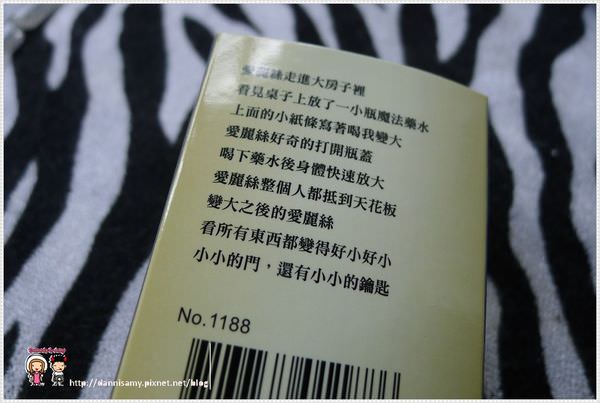 愛麗絲走進大房子裡
看見桌子上放了一小瓶魔法藥水
上面的小紙條寫著喝我變大
愛麗絲好奇的打開瓶蓋
喝下藥水後身體快速放大
愛麗絲整個人都抵到天花板
變大之後的愛麗絲
看所有東西都變得好小好小
小小的門，還有小小的鑰匙
No.1188
http://dannisamy.pixnet.net/blog